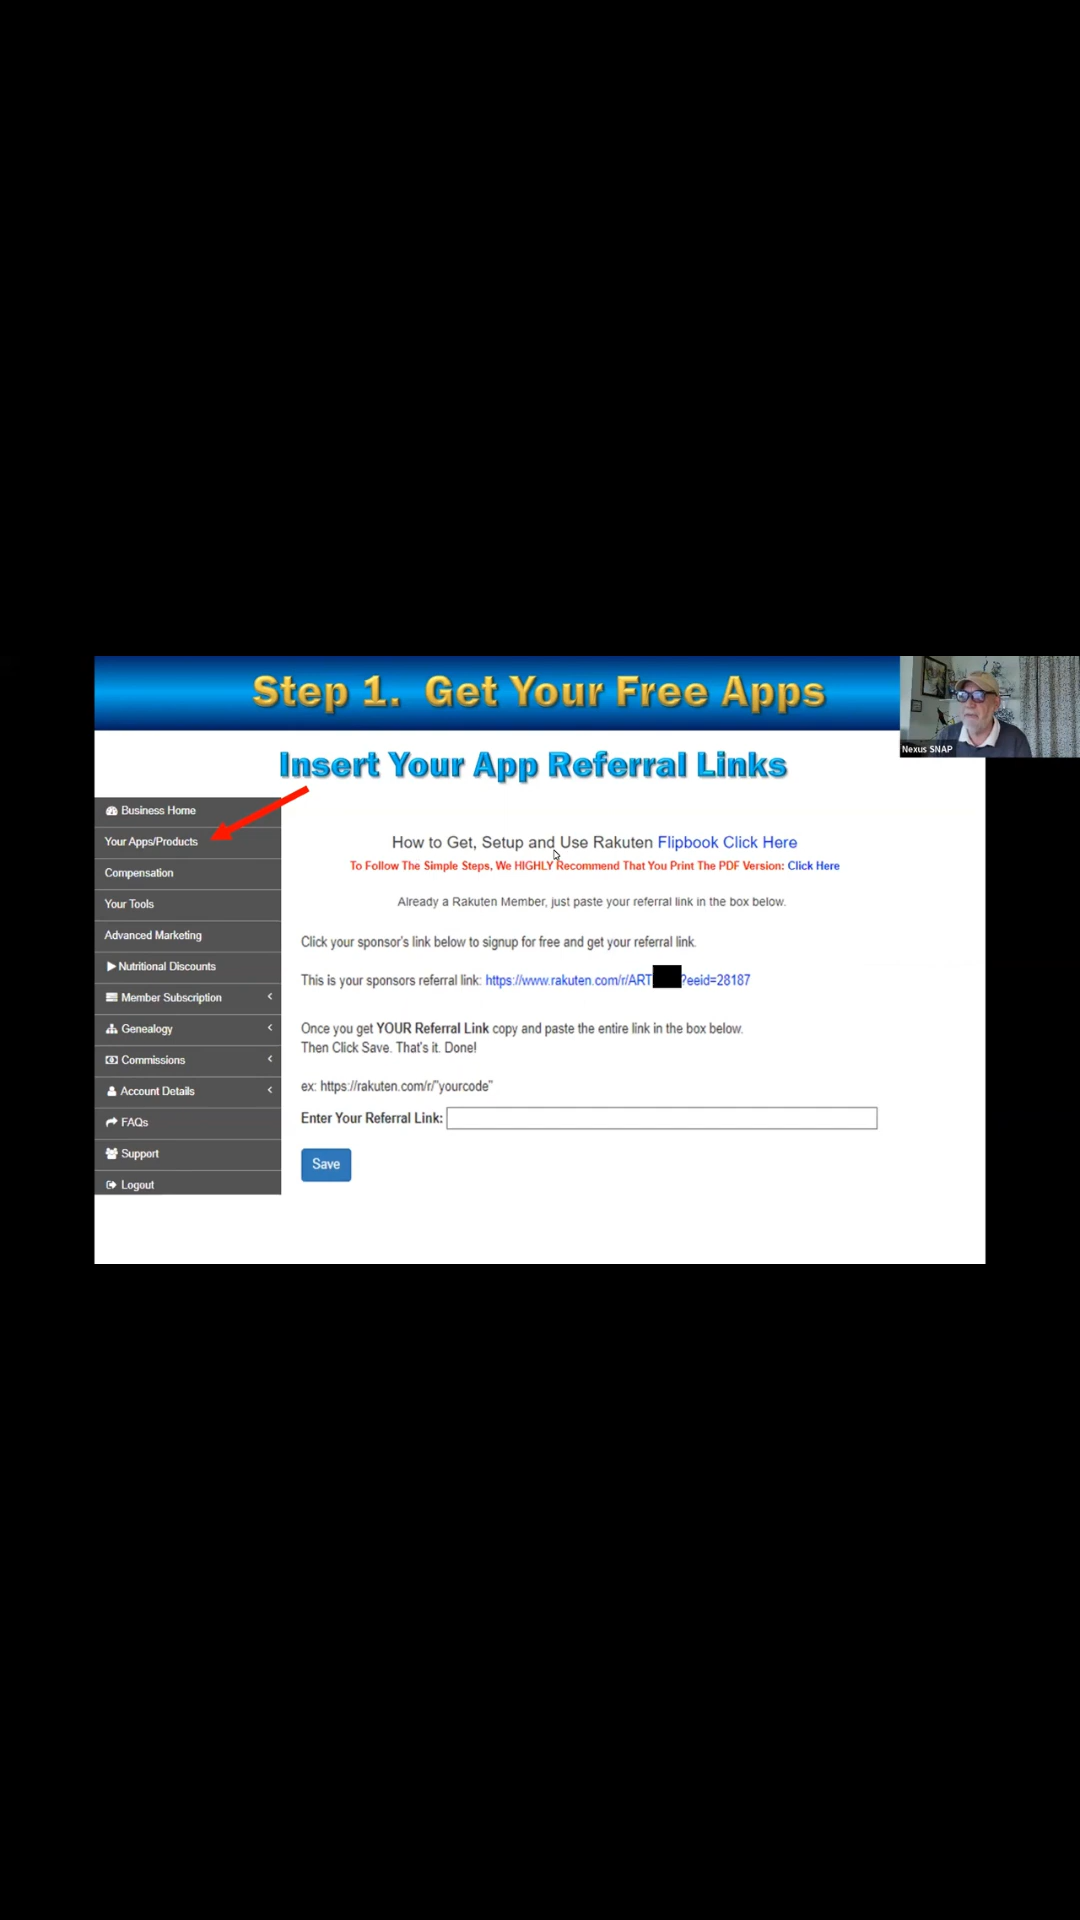 Step 1. Get Your Free Apps
Nexus SNAP
Insert Your App Referral Links
Business Home
Your Apps/Products
Compensation
Your Tools
Advanced Marketing
Nutritional Discounts
Member Subscription
Genealogy
Commissions
Account Details
FAQs
Support
Logout
How to Get, Setup and Use Rakuten Flipbook Click Here
To Follow The Simple Steps, We HIGHLY Recommend That You Print The PDF Version: Click Here
Already a Rakuten Member, just paste your referral link in the box below.
Click your sponsor's link below to signup for free and get your referral link.
This is your sponsors referral link: https://www.rakuten.com/r/ART ?eeid=28187
Once you get YOUR Referral Link copy and paste the entire link in the box below.
Then Click Save. That's it. Done!
ex: https://rakuten.com/r/"yourcode"
Enter Your Referral Link:
Save